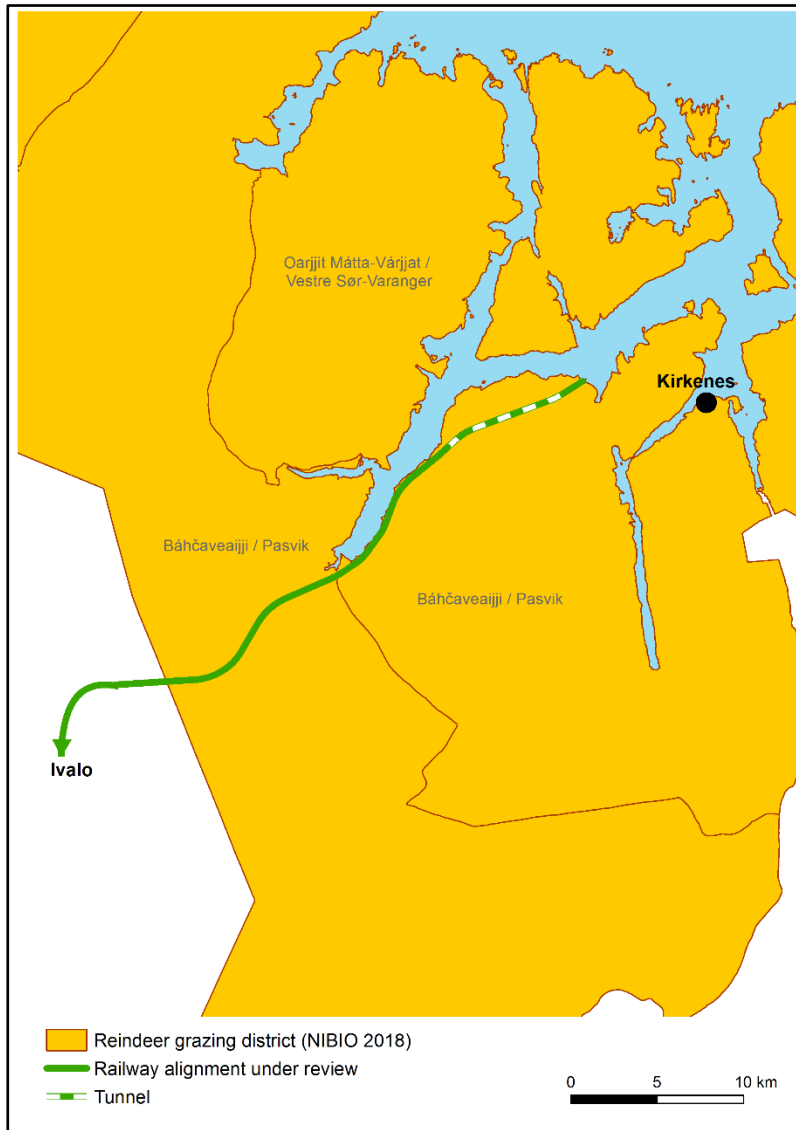 Oarjjit Mátta-Várjjat /
Vestre Sør-Varanger
Kirkenes
Báhčaveaijji / Pasvik
Báhčaveaijji / Pasvik
Ivalo
Reindeer grazing district (NIBIO 2018)
Railway alignment under review
Tunnel
0 5 10 km